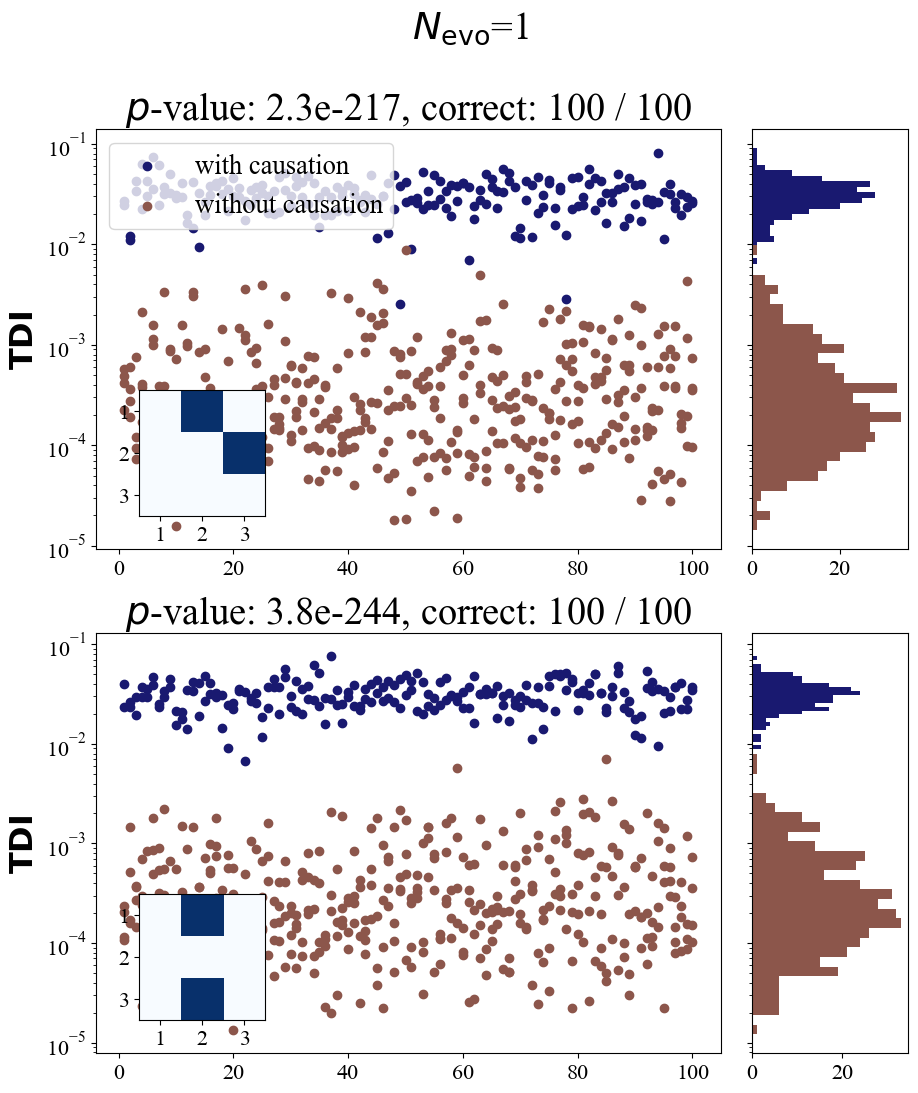 N_evo=1
p-value: 2.3e-217, correct: 100 / 100
with causation
without causation
TDI
10^−1
10^−2
10^−3
10^−4
10^−5
1
2
3
1 2 3
0 20 40 60 80 100
0 20
p-value: 3.8e-244, correct: 100 / 100
TDI
10^−1
10^−2
10^−3
10^−4
10^−5
1
2
3
1 2 3
0 20 40 60 80 100
0 20